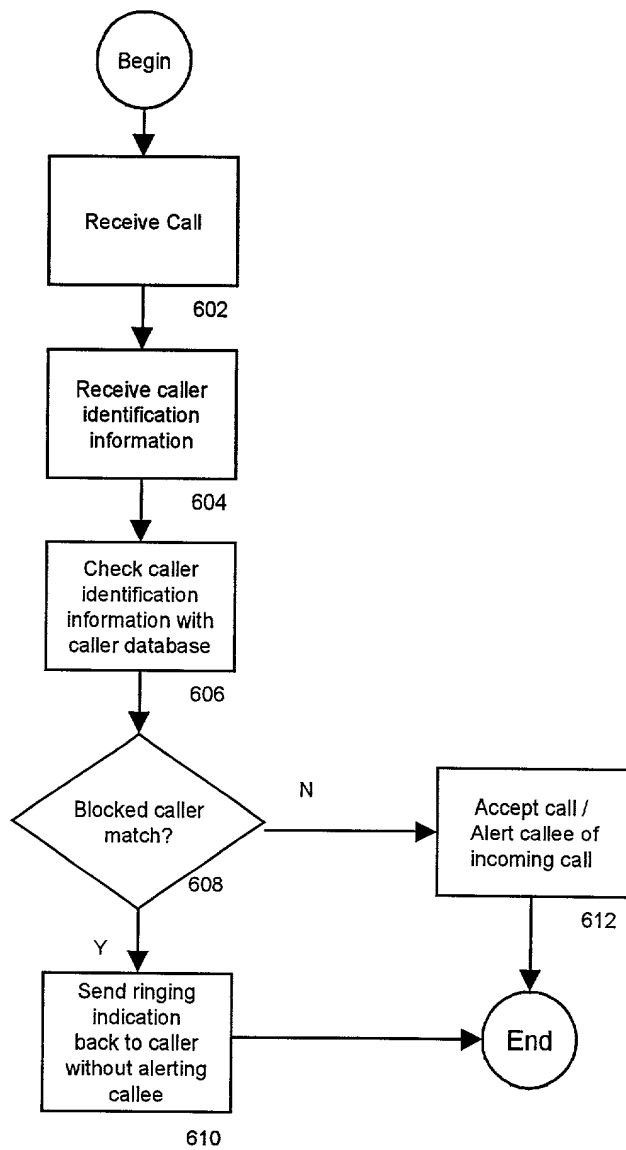 Begin
Receive Call
602
Receive caller
identification
information
604
Check caller
identification
information with
caller database
606
Blocked caller
match?
608
N
Accept call /
Alert callee of
incoming call
612
Y
Send ringing
indication
back to caller
without alerting
callee
610
End